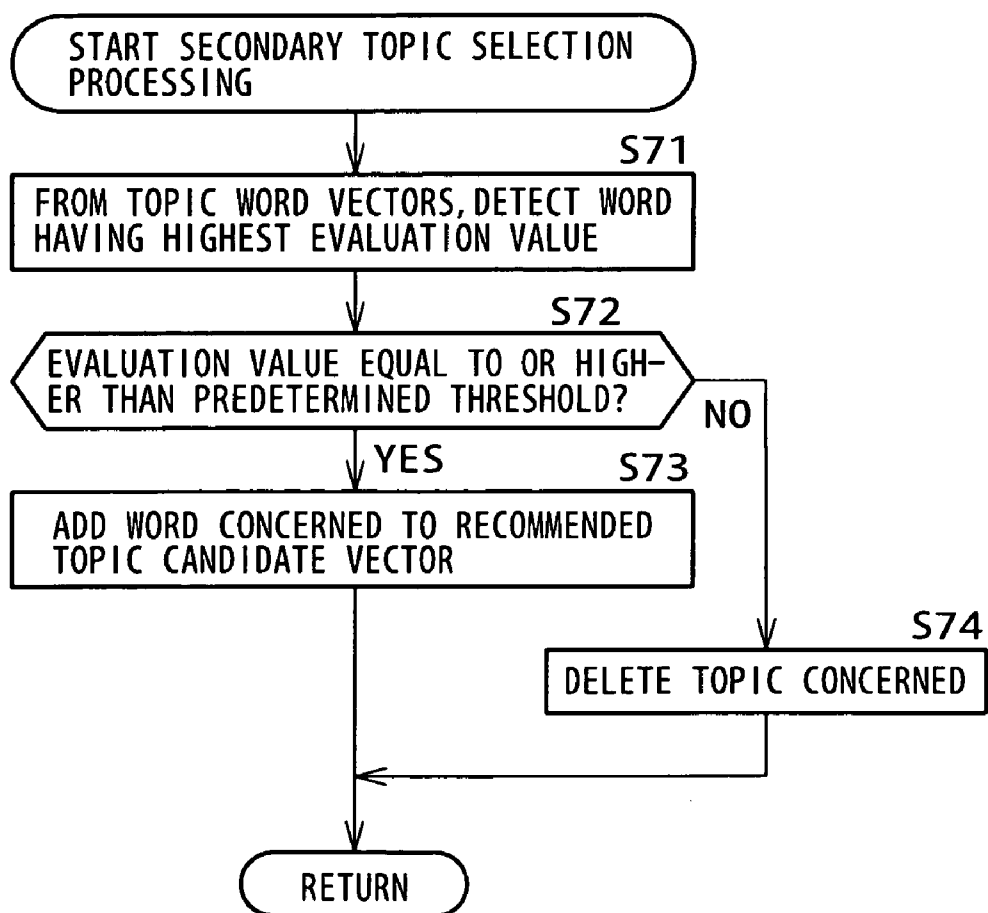 START SECONDARY TOPIC SELECTION
PROCESSING
S71
FROM TOPIC WORD VECTORS, DETECT WORD
HAVING HIGHEST EVALUATION VALUE
S72
EVALUATION VALUE EQUAL TO OR HIGH-
ER THAN PREDETERMINED THRESHOLD?
NO
YES
S73
ADD WORD CONCERNED TO RECOMMENDED
TOPIC CANDIDATE VECTOR
S74
DELETE TOPIC CONCERNED
RETURN